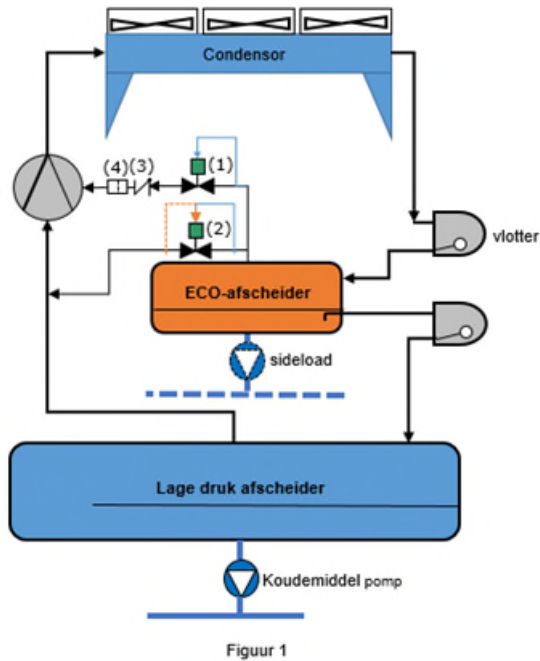 Condensor
(4) (3)
(1)
(2)
vlotter
ECO-afscheider
sideload
Lage druk afscheider
Koudemiddel pomp
Figuur 1